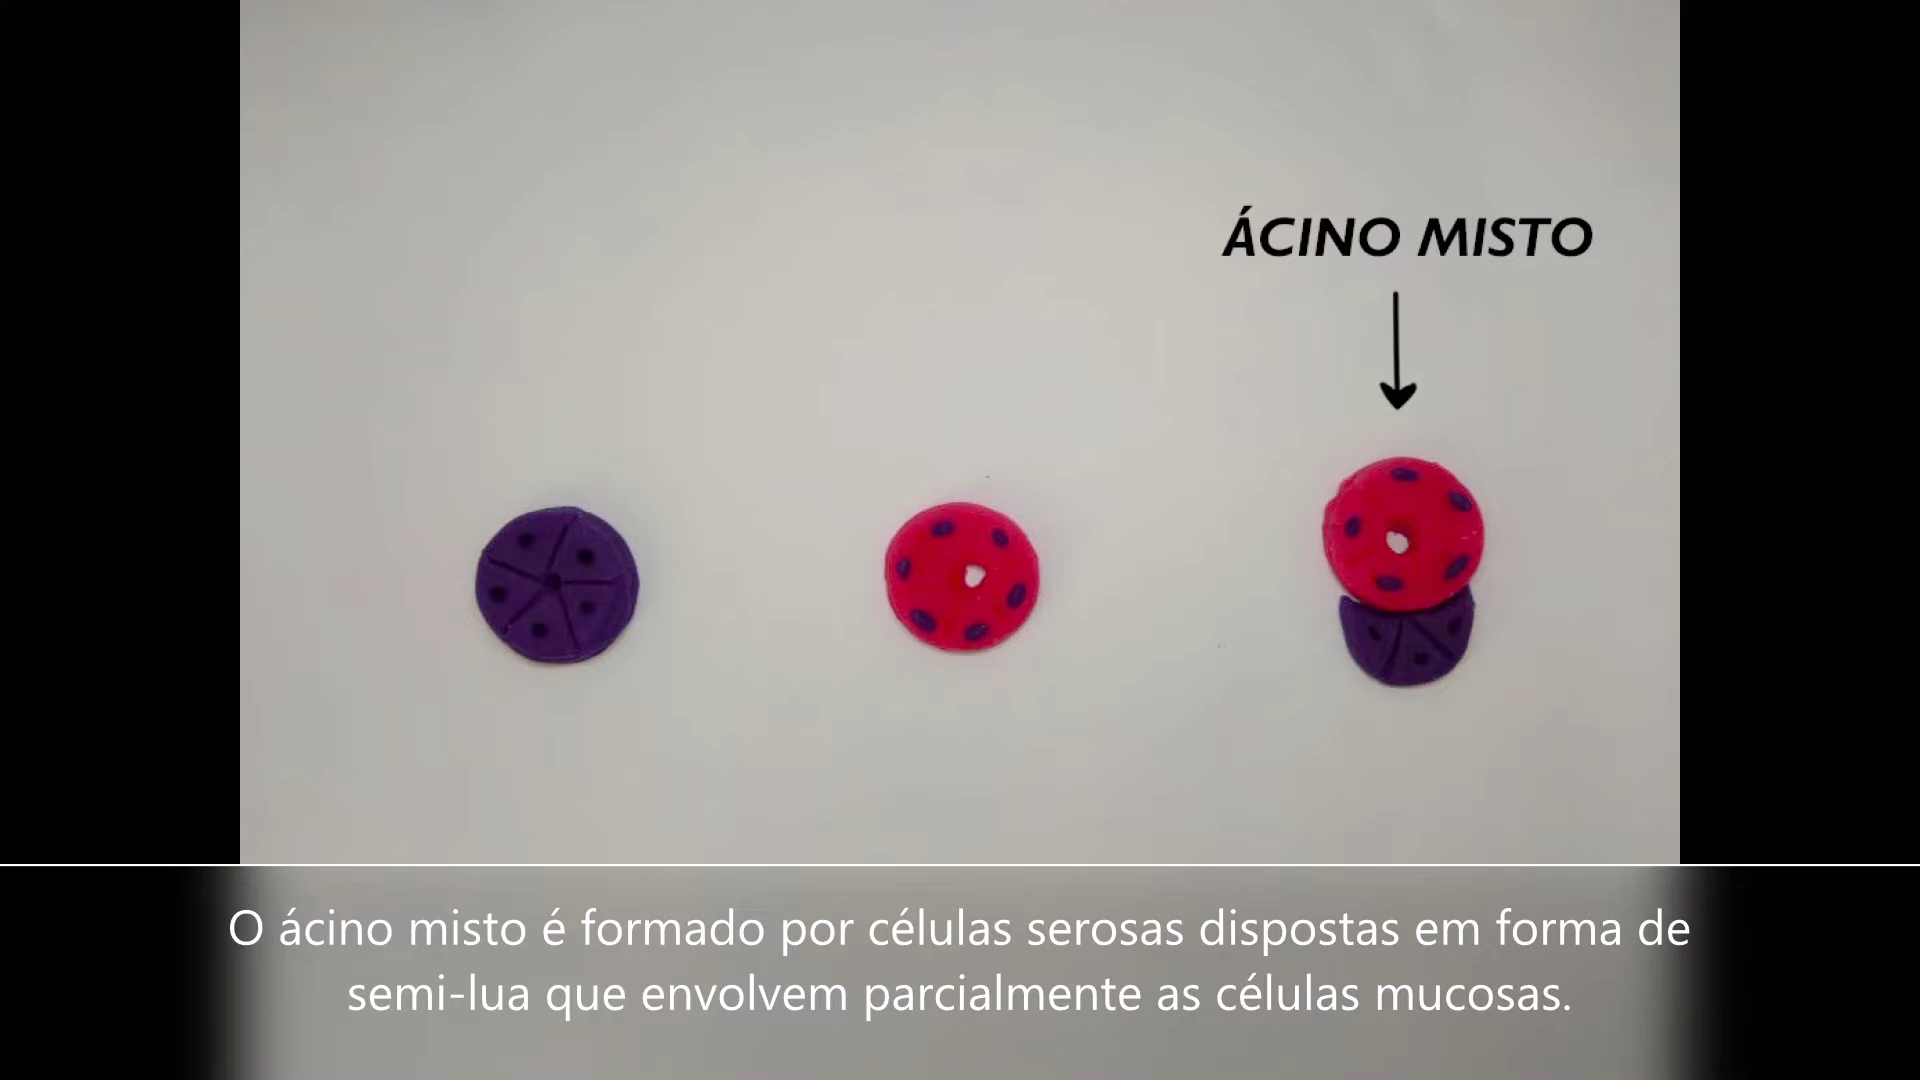 ÁCINO MISTO
O ácino misto é formado por células serosas dispostas em forma de
semi-lua que envolvem parcialmente as células mucosas.